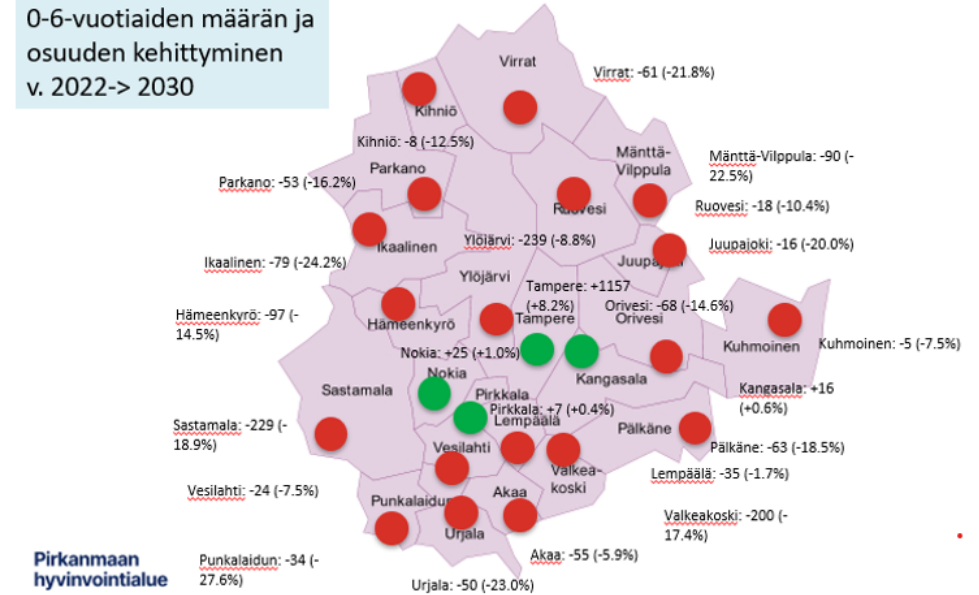 0-6-vuotiaiden määrän ja
osuuden kehittyminen
v. 2022-> 2030
Virrat
Virrat: -61 (-21.8%)
Kihniö
Kihniö: -8 (-12.5%)
Mänttä-
Vilppula
Mänttä-Vilppula: -90 (-
22.5%)
Parkano
Parkano: -53 (-16.2%)
Ruovesi
Ruovesi: -18 (-10.4%)
Ikaalinen
Ylöjärvi: -239 (-8.8%)
Juupajoki: -16 (-20.0%)
Ikaalinen: -79 (-24.2%)
Juupajoki
Ylöjärvi
Tampere: +1157
(+8.2%)
Orivesi: -68 (-14.6%)
Hämeenkyrö: -97 (-
14.5%)
Hämeenkyrö
Tampere
Orivesi
Kuhmoinen
Kuhmoinen: -5 (-7.5%)
Nokia: +25 (+1.0%)
Nokia
Kangasala
Kangasala: +16
(+0.6%)
Sastamala
Pirkkala
Pirkkala: +7 (+0.4%)
Lempäälä
Sastamala: -229 (-
18.9%)
Pälkäne
Pälkäne: -63 (-18.5%)
Vesilahti
Valkea-
koski
Lempäälä: -35 (-1.7%)
Vesilahti: -24 (-7.5%)
Punkalaidun
Akaa
Valkeakoski: -200 (-
17.4%)
Urjala
Pirkanmaan
hyvinvointialue
Punkalaidun: -34 (-
27.6%)
Akaa: -55 (-5.9%)
Urjala: -50 (-23.0%)